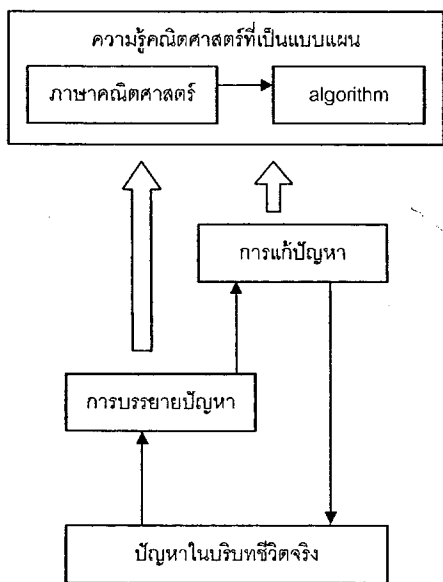 ความรู้คณิตศาสตร์ที่เป็นแบบแผน
ภาษาคณิตศาสตร์
algorithm
การแก้ปัญหา
การบรรยายปัญหา
ปัญหาในบริบทชีวิตจริง